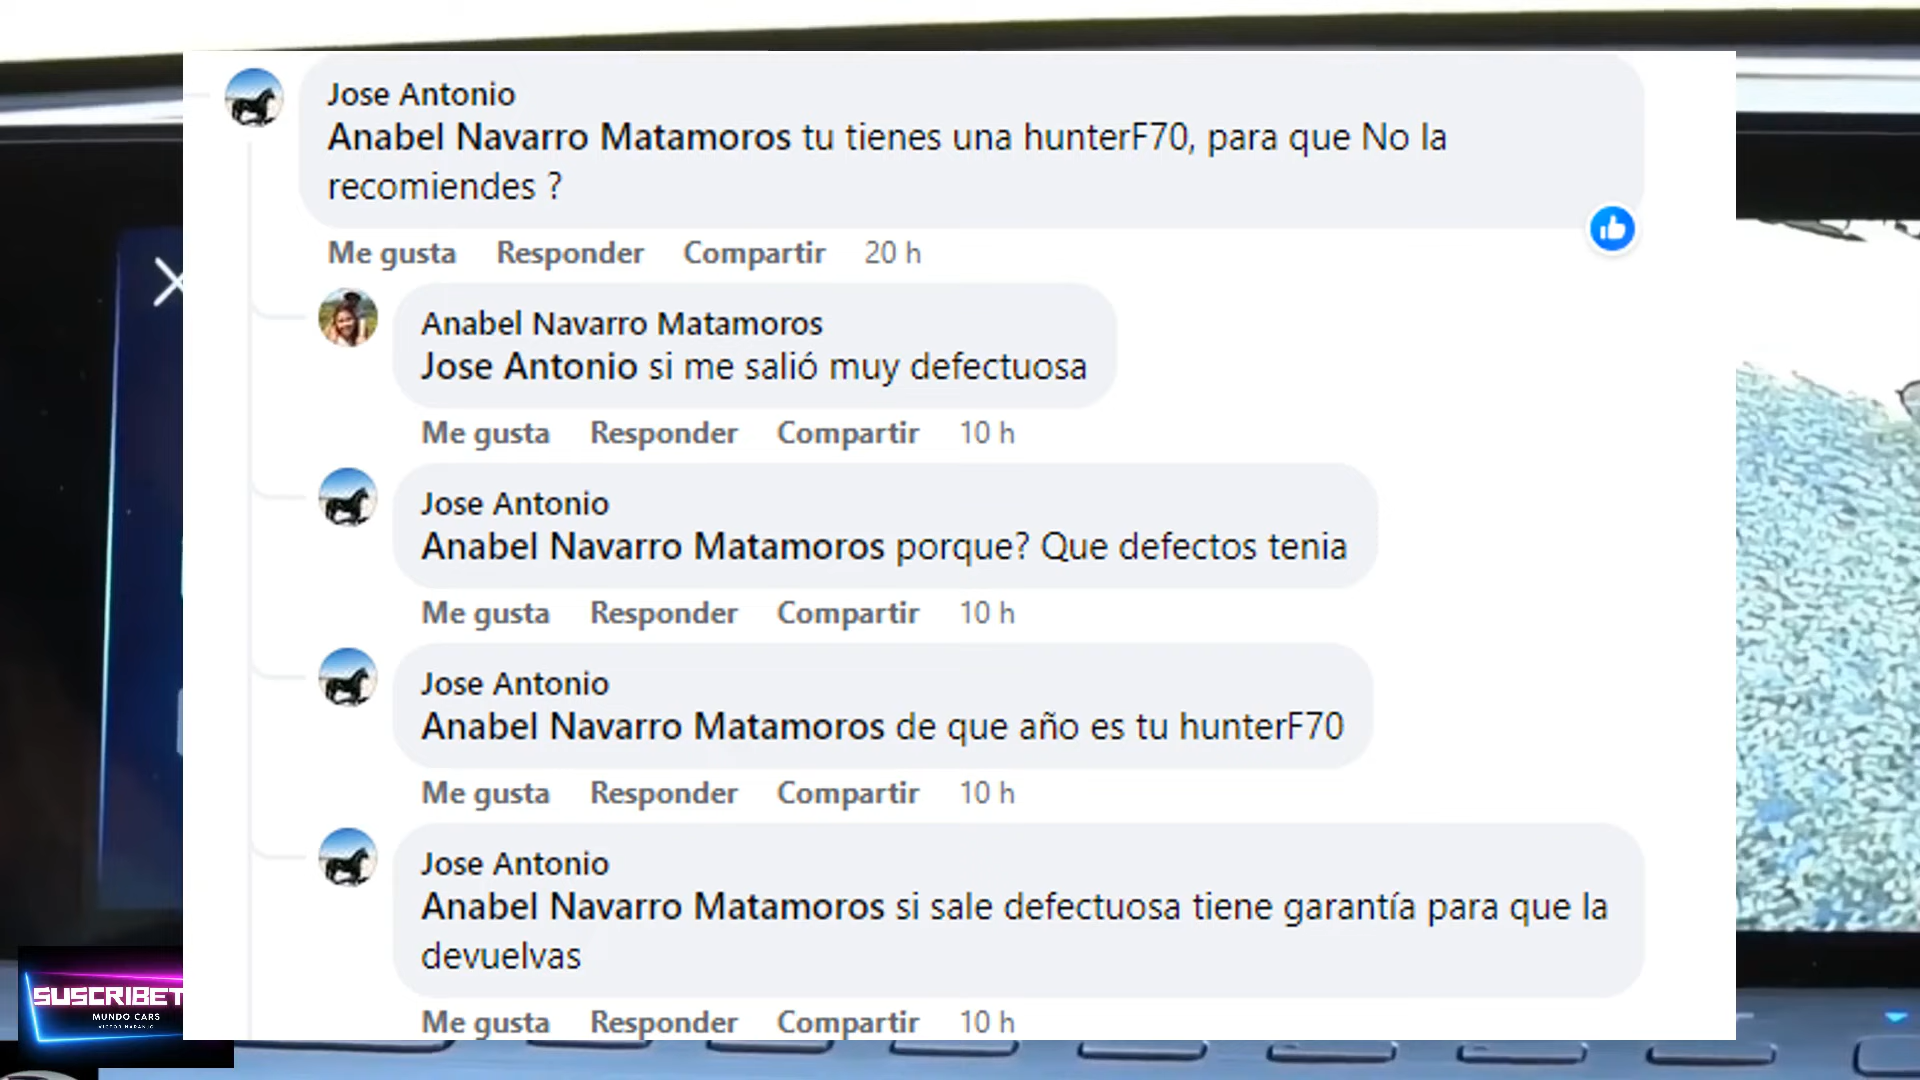 Jose Antonio
Anabel Navarro Matamoros tu tienes una hunterF70, para que No la
recomiendes ?
Me gusta Responder Compartir 20 h
Anabel Navarro Matamoros
Jose Antonio si me salió muy defectuosa
Me gusta Responder Compartir 10 h
Jose Antonio
Anabel Navarro Matamoros porque? Que defectos tenia
Me gusta Responder Compartir 10 h
Jose Antonio
Anabel Navarro Matamoros de que año es tu hunterF70
Me gusta Responder Compartir 10 h
Jose Antonio
Anabel Navarro Matamoros si sale defectuosa tiene garantía para que la
devuelvas
Me gusta Responder Compartir 10 h
SUSCRIBET
MUNDO CARS
VICTOR NARANJO